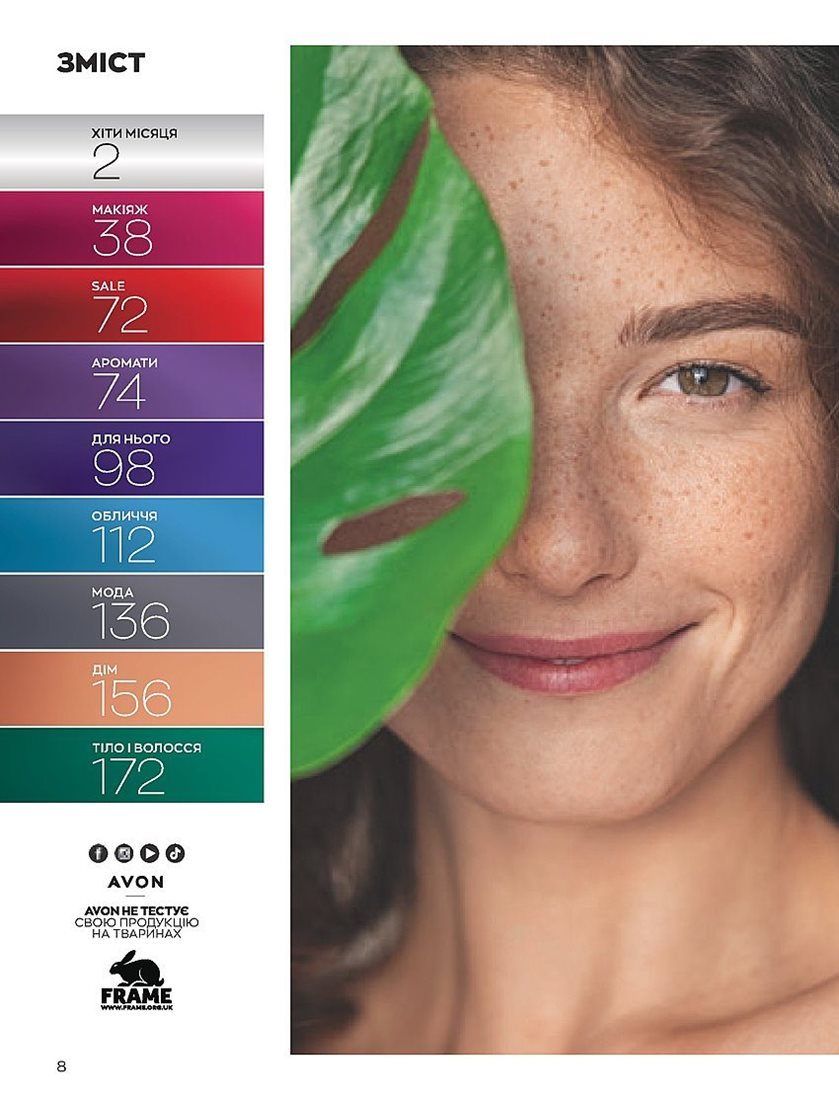 ЗМІСТ
ХІТИ МІСЯЦЯ
2
МАКІЯЖ
38
SALE
72
АРОМАТИ
74
ДЛЯ НЬОГО
98
ОБЛИЧЧЯ
112
МОДА
136
ДІМ
156
ТІЛО І ВОЛОССЯ
172
AVON
AVON НЕ ТЕСТУЄ
СВОЮ ПРОДУКЦІЮ
НА ТВАРИНАХ
FRAME
WWW.FRAME.ORG.UK
8